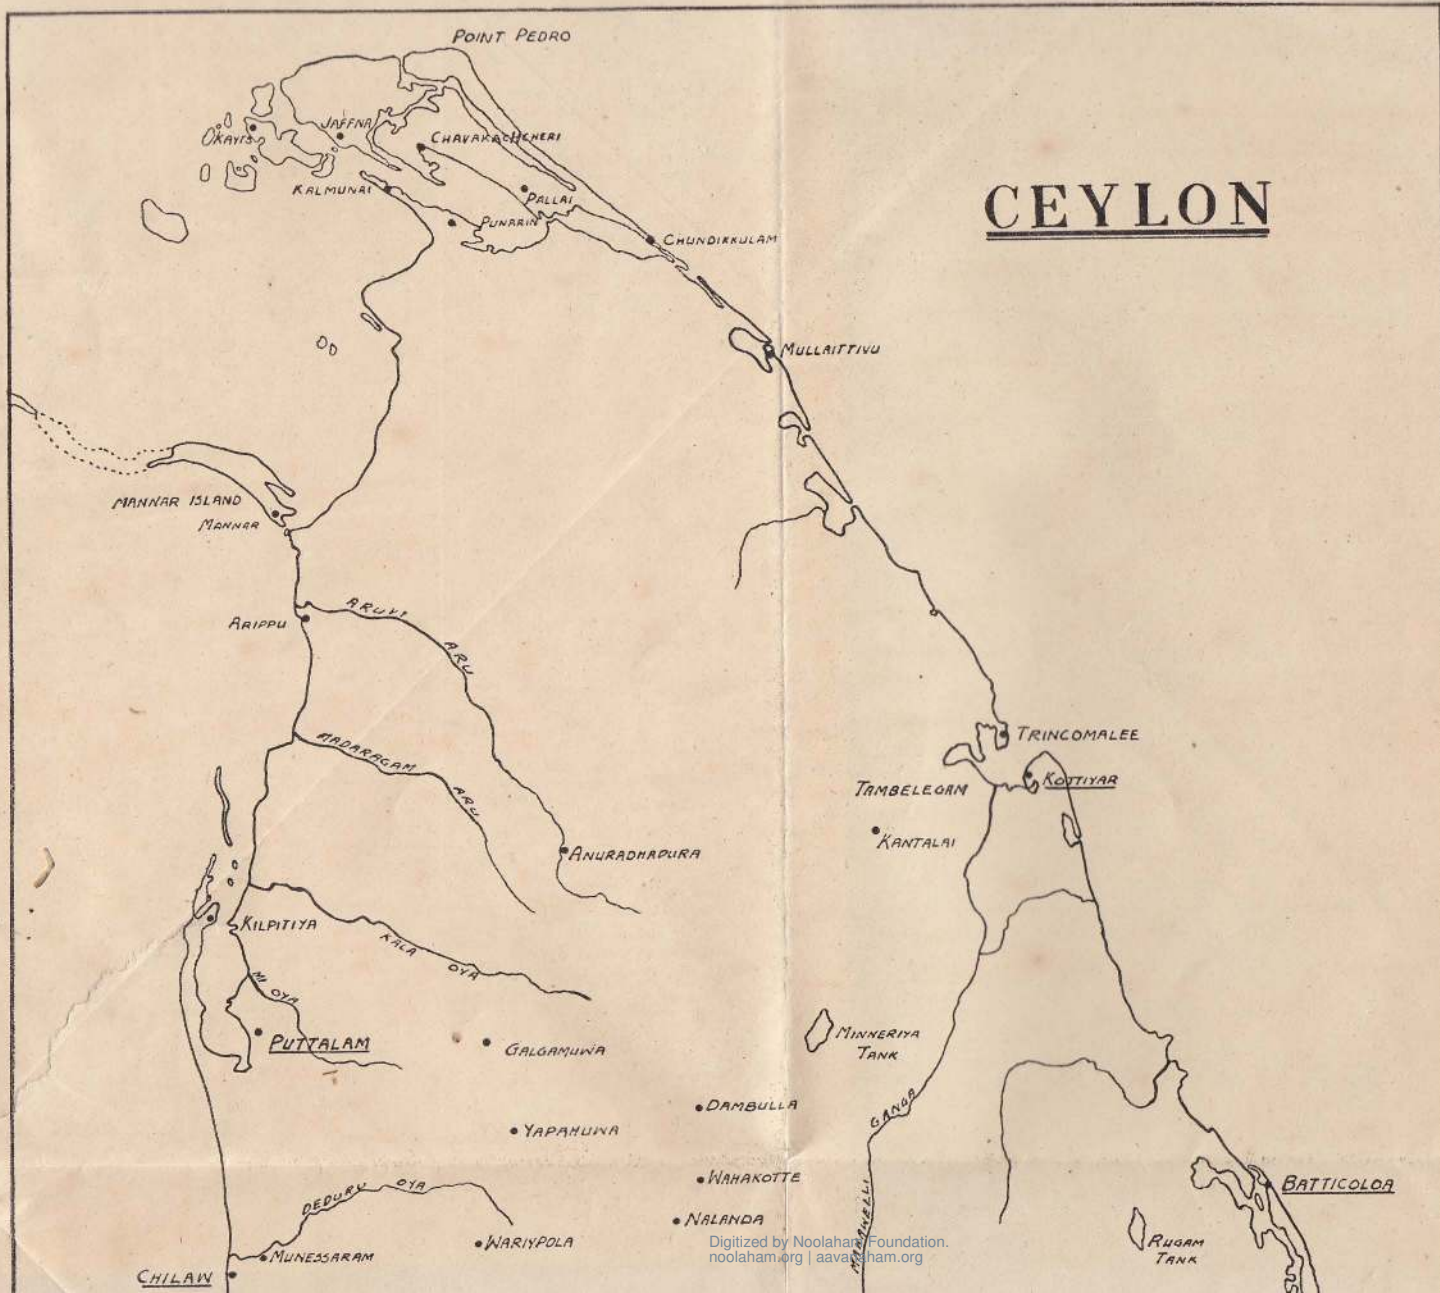 POINT PEDRO
JAFFNA
OKAYTS
CHAVAKACHCHERI
KALMUNAI
PALLAI
PUNARIN
CHUNDIKKULAM
CEYLON
MULLAITTIVU
MANNAR ISLAND
MANNAR
ARIPPU
ARUVI
ARU
MADARAGAM
ARU
TRINCOMALEE
KOTTIYAR
TAMBELEGAM
KANTALAI
ANURADHAPURA
KILPITIYA
KALA
OYA
MI
OYA
PUTTALAM
GALGAMUWA
MINNERIYA
TANK
DAMBULLA
YAPAHUWA
GANGA
WAHAKOTTE
BATTICOLOA
DEDURU OYA
NALANDA
WARIYPOLA
MUNESSARAM
RUGAM
TANK
CHILAW
Digitized by Noolaham Foundation.
noolaham.org | aavanaham.org